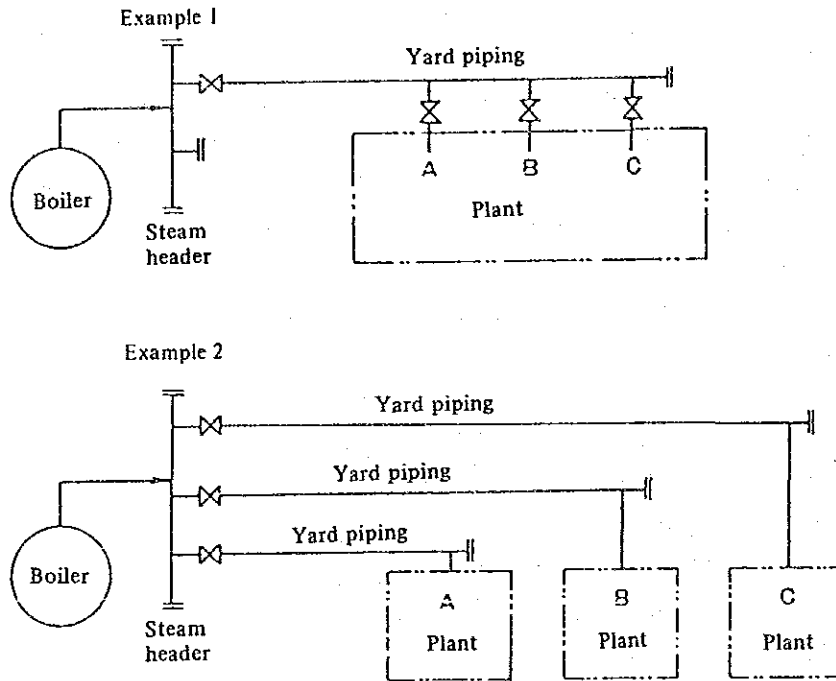 Example 1
Yard piping
A B C
Boiler
Plant
Steam
header
Example 2
Yard piping
Yard piping
Yard piping
Boiler
A B C
Plant Plant Plant
Steam
header